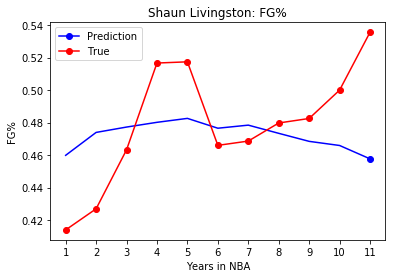 Shaun Livingston: FG%
Prediction
True
FG%
0.54
0.52
0.50
0.48
0.46
0.44
0.42
1 2 3 4 5 6 7 8 9 10 11
Years in NBA